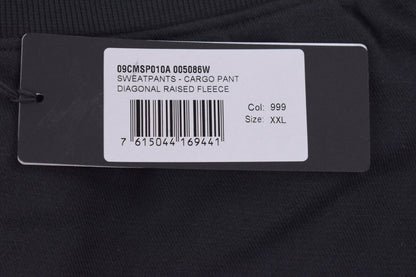 09CMSP010A 005086W
SWEATPANTS - CARGO PANT
DIAGONAL RAISED FLEECE
Col: 999
Size: XXL
7 615044 169441